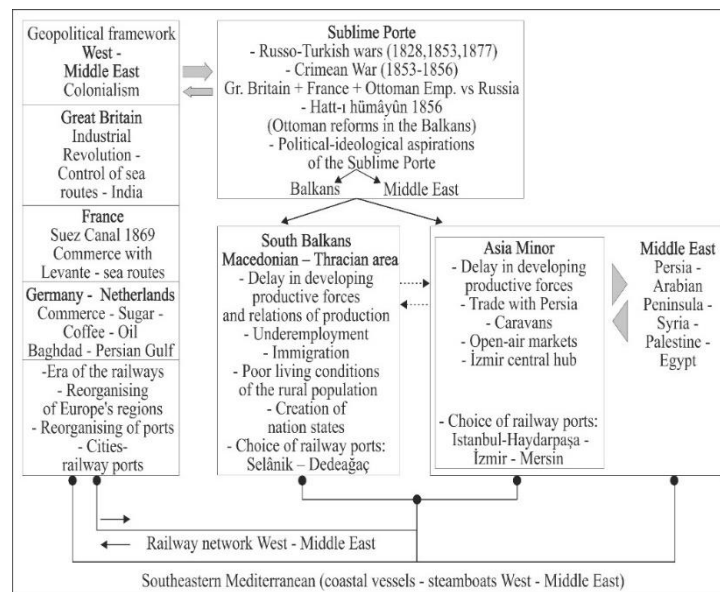 Geopolitical framework
West -
Middle East
Colonialism
Great Britain
Industrial
Revolution -
Control of sea
routes - India
France
Suez Canal 1869
Commerce with
Levante - sea routes
Germany - Netherlands
Commerce - Sugar -
Coffee - Oil
Baghdad - Persian Gulf
-Era of the railways
- Reorganising
of Europe's regions
- Reorganising of ports
- Cities-
railway ports
Sublime Porte
- Russo-Turkish wars (1828,1853,1877)
- Crimean War (1853-1856)
Gr. Britain + France + Ottoman Emp. vs Russia
- Hatt-ı hümâyûn 1856
(Ottoman reforms in the Balkans)
- Political-ideological aspirations
of the Sublime Porte
Balkans
Middle East
South Balkans
Macedonian – Thracian area
- Delay in developing
productive forces
and relations of production
- Underemployment
- Immigration
- Poor living conditions
of the rural population
- Creation of
nation states
- Choice of railway ports:
Selânik – Dedeağaç
Asia Minor
- Delay in developing
productive forces
- Trade with Persia
- Caravans
- Open-air markets
- İzmir central hub
- Choice of railway ports:
Istanbul-Haydarpaşa -
İzmir - Mersin
Middle East
Persia -
Arabian
Peninsula -
Syria -
Palestine -
Egypt
Railway network West - Middle East
Southeastern Mediterranean (coastal vessels - steamboats West - Middle East)